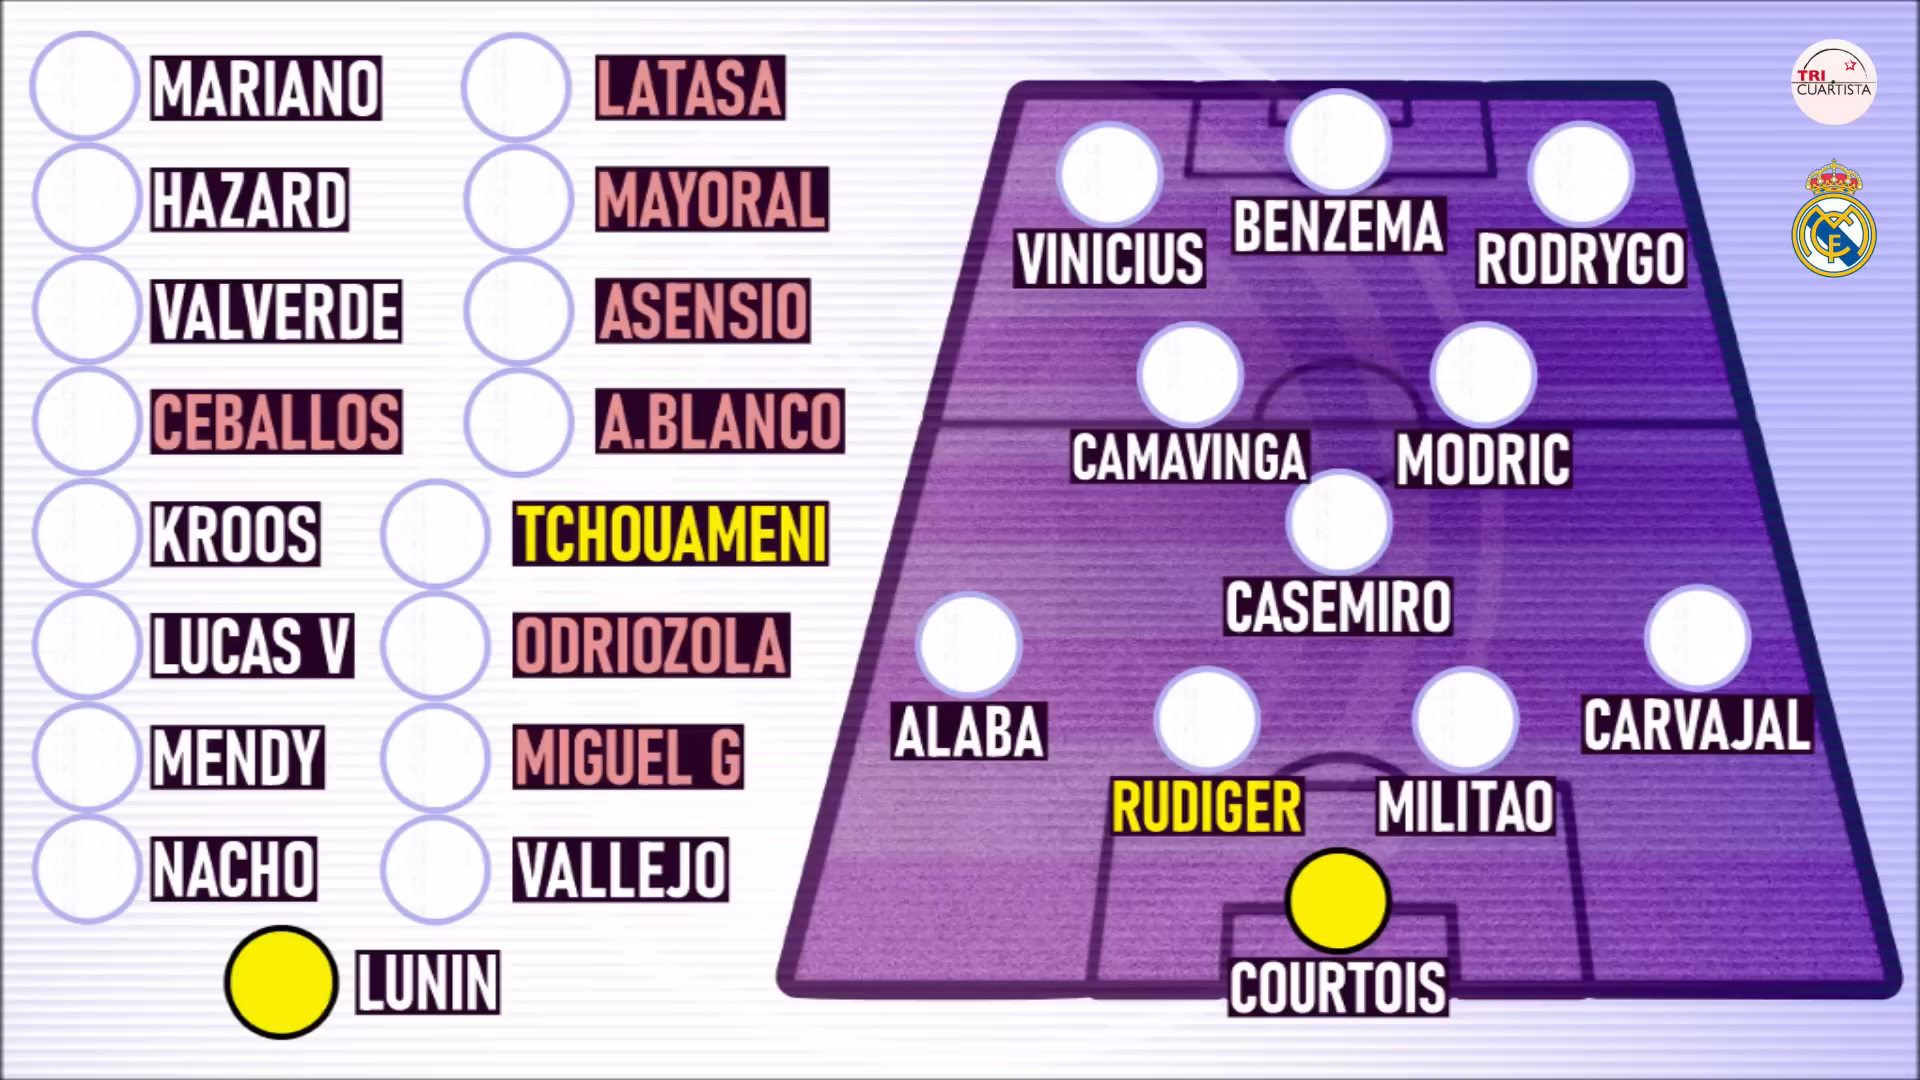 MARIANO
HAZARD
VALVERDE
CEBALLOS
KROOS
LUCAS V
MENDY
NACHO
LUNIN
LATASA
MAYORAL
ASENSIO
A.BLANCO
TCHOUAMENI
ODRIOZOLA
MIGUEL G
VALLEJO
VINICIUS
BENZEMA
RODRYGO
CAMAVINGA
MODRIC
CASEMIRO
ALABA
CARVAJAL
RUDIGER
MILITAO
COURTOIS
TRI
CUARTISTA